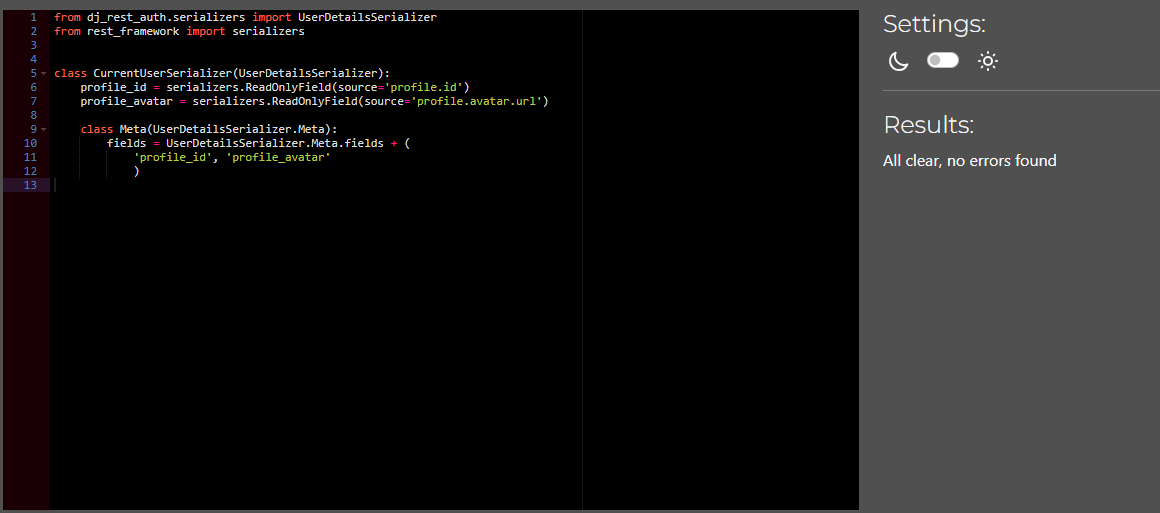 1 from dj_rest_auth.serializers import UserDetailsSerializer
2 from rest_framework import serializers
3
4
5 class CurrentUserSerializer(UserDetailsSerializer):
6     profile_id = serializers.ReadOnlyField(source='profile.id')
7     profile_avatar = serializers.ReadOnlyField(source='profile.avatar.url')
8
9     class Meta(UserDetailsSerializer.Meta):
10         fields = UserDetailsSerializer.Meta.fields + (
11             'profile_id', 'profile_avatar'
12             )
13
Settings:
Results:
All clear, no errors found